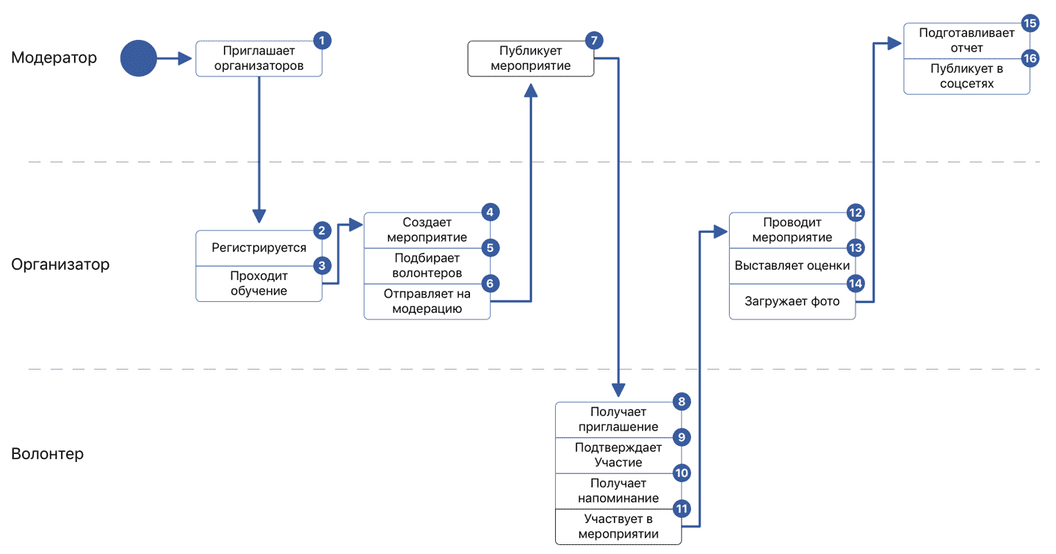 Модератор
1
Приглашает
организаторов
7
Публикует
мероприятие
15
Подготавливает
отчет
16
Публикует в
соцсетях
Организатор
2
Регистрируется
3
Проходит
обучение
4
Создает
мероприятие
5
Подбирает
волонтеров
6
Отправляет на
модерацию
12
Проводит
мероприятие
13
Выставляет оценки
14
Загружает фото
Волонтер
8
Получает
приглашение
9
Подтверждает
Участие
10
Получает
напоминание
11
Участвует в
мероприятии